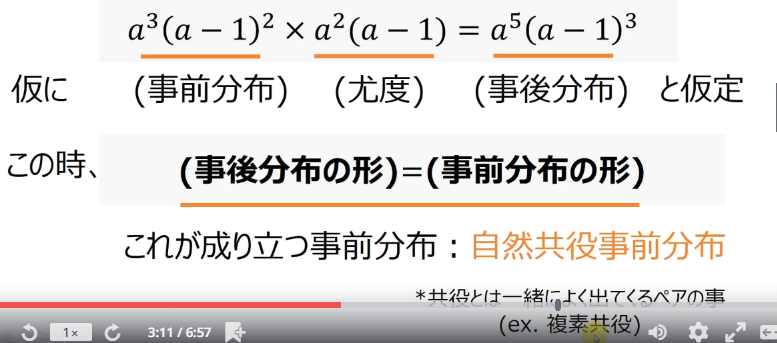 a³(a − 1)² × a²(a − 1) = a⁵(a − 1)³
仮に (事前分布) (尤度) (事後分布) と仮定
この時、 (事後分布の形)=(事前分布の形)
これが成り立つ事前分布：自然共役事前分布
*共役とは一緒によく出てくるペアの事
(ex. 複素共役)
1× 3:11 / 6:57